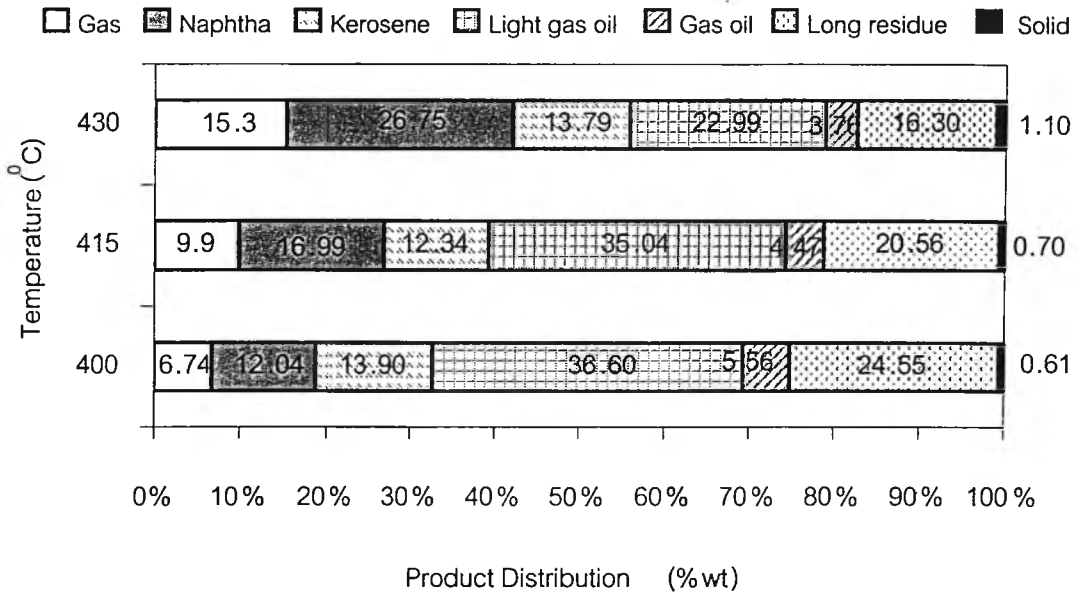 Gas Naphtha Kerosene Light gas oil Gas oil Long residue Solid
430 15.3 26.75 13.79 22.99 3.76 16.30 1.10
415 9.9 16.99 12.34 35.04 4.47 20.56 0.70
400 6.74 12.04 13.90 36.60 5.56 24.55 0.61
Temperature (⁰C)
0% 10% 20% 30% 40% 50% 60% 70% 80% 90% 100%
Product Distribution (%wt)